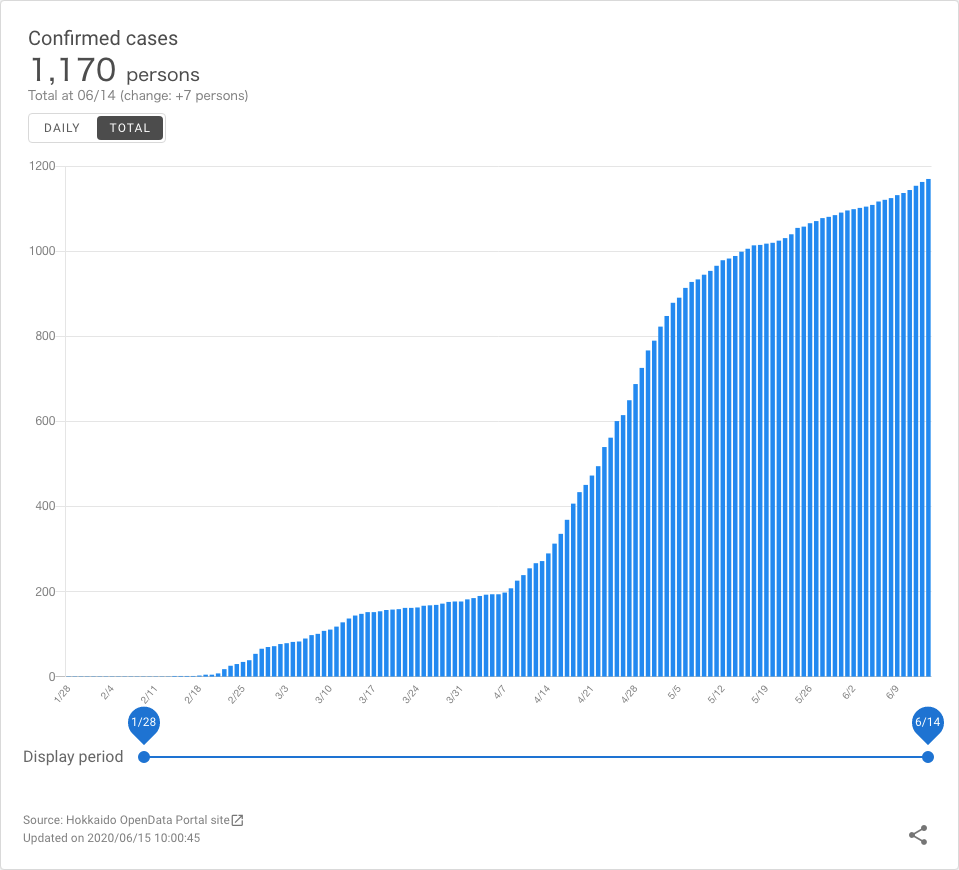 Confirmed cases
1,170 persons
Total at 06/14 (change: +7 persons)
DAILY TOTAL
1200
1000
800
600
400
200
0
1/28 2/4 2/11 2/18 2/25 3/3 3/10 3/17 3/24 3/31 4/7 4/14 4/21 4/28 5/5 5/12 5/19 5/26 6/2 6/9
1/28 6/14
Display period
Source: Hokkaido OpenData Portal site
Updated on 2020/06/15 10:00:45